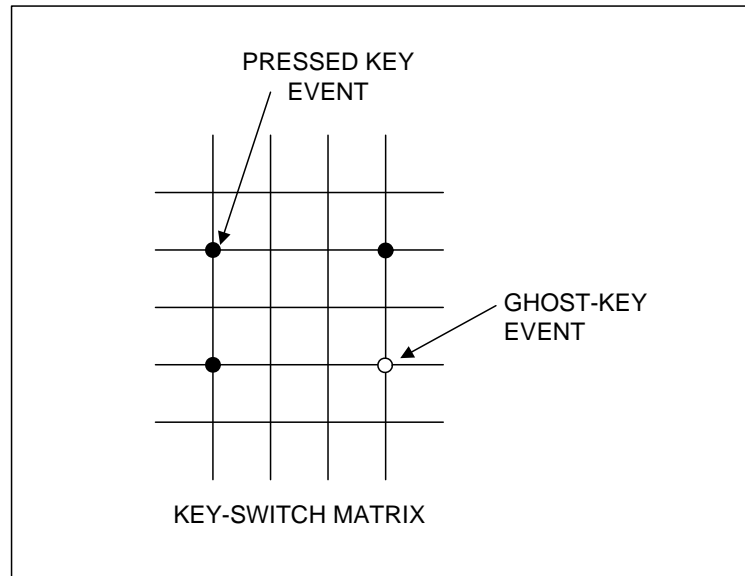 PRESSED KEY
EVENT
GHOST-KEY
EVENT
KEY-SWITCH MATRIX